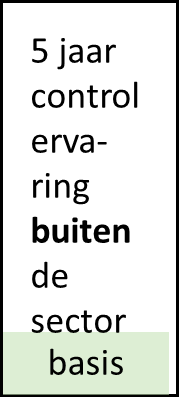 5 jaar
control
erva-
ring
buiten
de
sector
basis